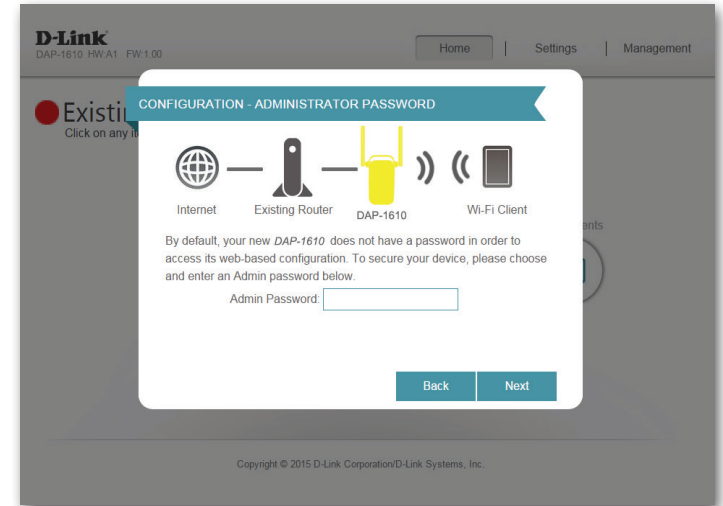 D-Link
DAP-1610 HW:A1 FW:1.00
Home | Settings | Management
CONFIGURATION - ADMINISTRATOR PASSWORD
Existi
Click on any it
Internet
Existing Router
DAP-1610
Wi-Fi Client
By default, your new DAP-1610 does not have a password in order to
access its web-based configuration. To secure your device, please choose
and enter an Admin password below.
Admin Password:
ents
Back
Next
Copyright © 2015 D-Link Corporation/D-Link Systems, Inc.